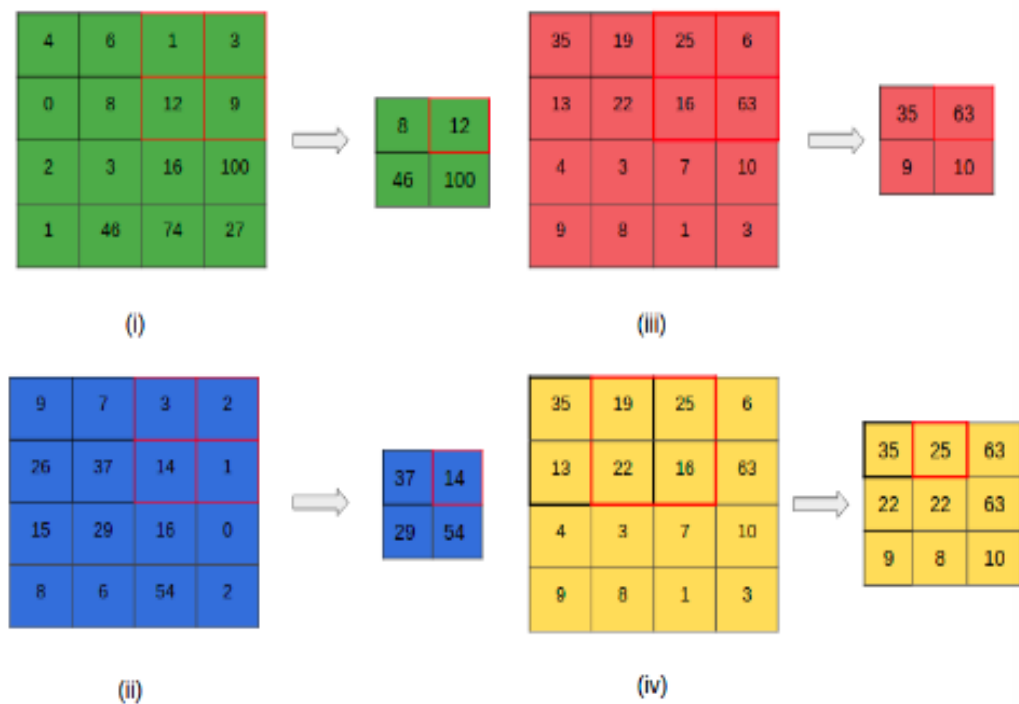 4 6 1 3
0 8 12 9
2 3 16 100
1 46 74 27
8 12
46 100
(i)
35 19 25 6
13 22 16 63
4 3 7 10
9 8 1 3
35 63
9 10
(iii)
9 7 3 2
26 37 14 1
15 29 16 0
8 6 54 2
37 14
29 54
(ii)
35 19 25 6
13 22 16 63
4 3 7 10
9 8 1 3
35 25 63
22 22 63
9 8 10
(iv)